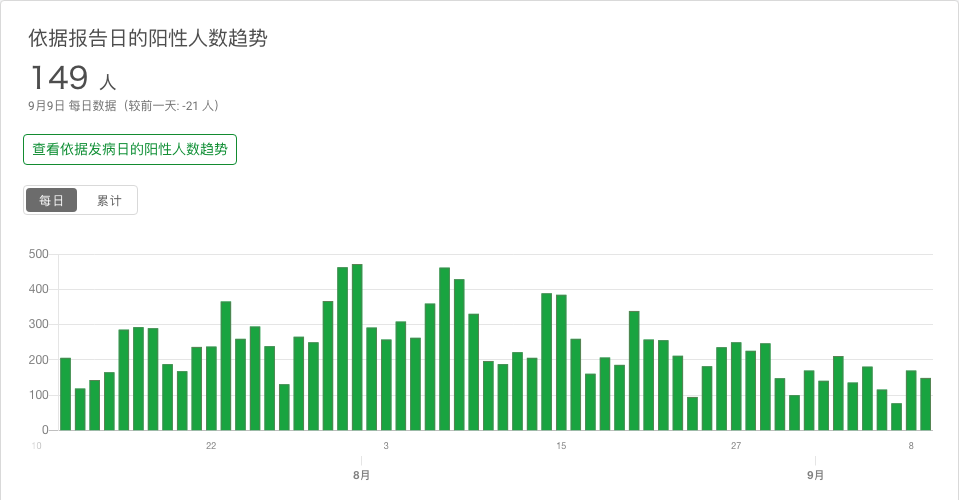 依据报告日的阳性人数趋势
149 人
9月9日 每日数据（较前一天: -21 人）
查看依据发病日的阳性人数趋势
每日 累计
500
400
300
200
100
0
10 22 3 15 27 8
8月 9月